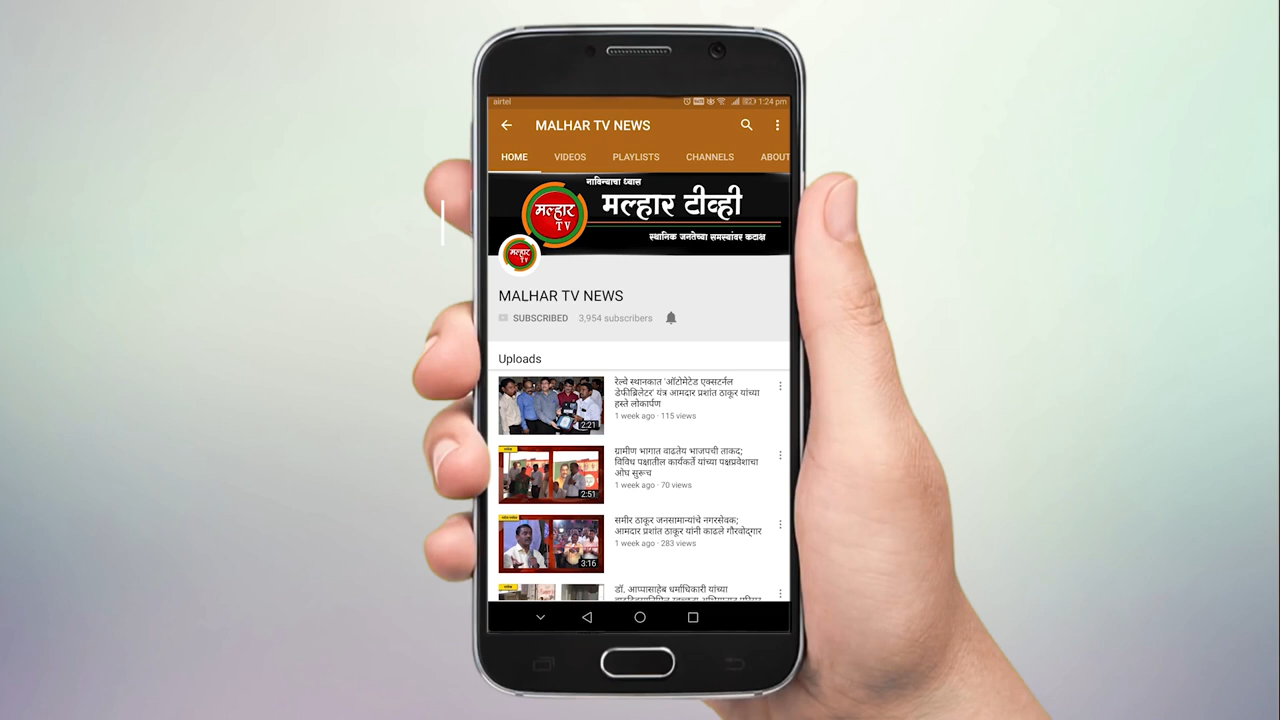 airtel
1:24 pm
MALHAR TV NEWS
HOME VIDEOS PLAYLISTS CHANNELS ABOUT
नाविन्याचा ध्यास
मल्हार टीव्ही
स्थानिक जनतेच्या समस्यांवर कटाक्ष
मल्हार
TV
मल्हार
TV
MALHAR TV NEWS
SUBSCRIBED 3,954 subscribers
Uploads
रेल्वे स्थानकात 'ऑटोमेटेड एक्सटर्नल
डेफीब्रिलेटर' यंत्र आमदार प्रशांत ठाकूर यांच्या
हस्ते लोकार्पण
1 week ago · 115 views
2:21
ग्रामीण भागात वाढतेय भाजपची ताकद;
विविध पक्षातील कार्यकर्ते यांच्या पक्षप्रवेशाचा
ओघ सुरूच
1 week ago · 70 views
2:51
समीर ठाकूर जनसामान्यांचे नगरसेवक;
आमदार प्रशांत ठाकूर यांनी काढले गौरवोद्गार
1 week ago · 283 views
3:16
डॉ. आप्पासाहेब धर्माधिकारी यांच्या